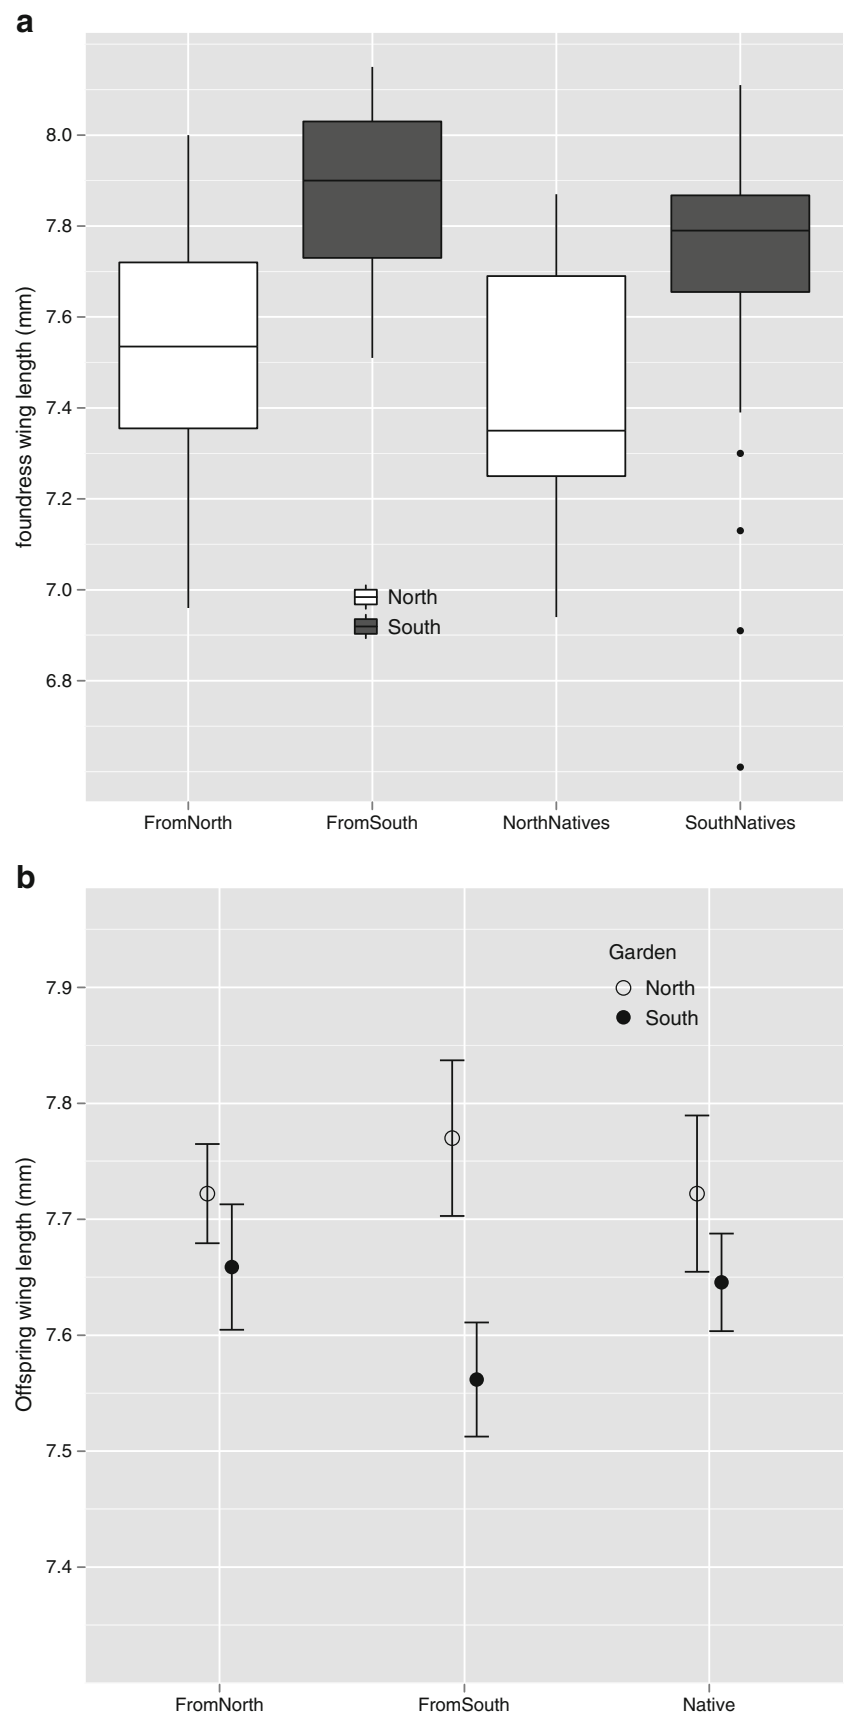 a
foundress wing length (mm)
8.0
7.8
7.6
7.4
7.2
7.0
6.8
North
South
FromNorth FromSouth NorthNatives SouthNatives
b
Offspring wing length (mm)
Garden
North
South
7.9
7.8
7.7
7.6
7.5
7.4
FromNorth FromSouth Native